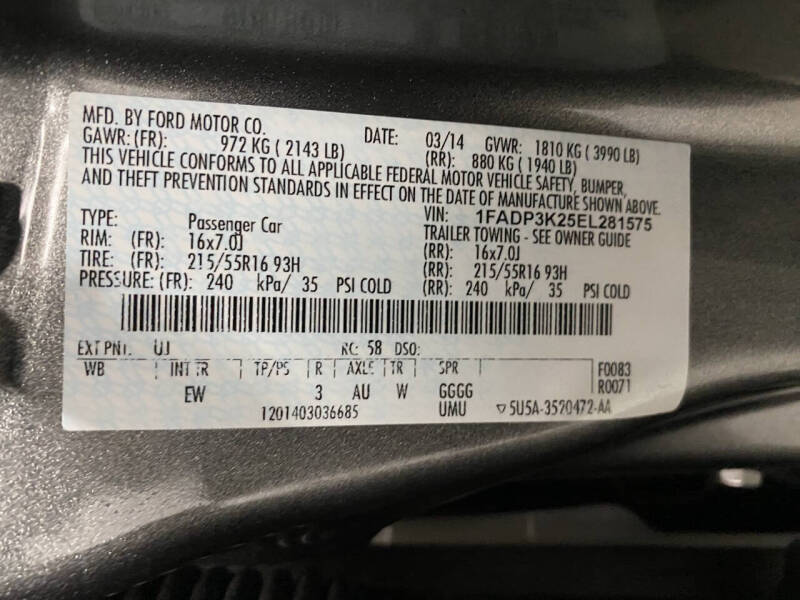 MFD. BY FORD MOTOR CO. DATE: 03/14 GVWR: 1810 KG ( 3990 LB)
GAWR: (FR): 972 KG ( 2143 LB) (RR): 880 KG ( 1940 LB)
THIS VEHICLE CONFORMS TO ALL APPLICABLE FEDERAL MOTOR VEHICLE SAFETY, BUMPER,
AND THEFT PREVENTION STANDARDS IN EFFECT ON THE DATE OF MANUFACTURE SHOWN ABOVE.
VIN: 1FADP3K25EL281575
TYPE: Passenger Car TRAILER TOWING - SEE OWNER GUIDE
RIM: (FR): 16x7.0J (RR): 16x7.0J
TIRE: (FR): 215/55R16 93H (RR): 215/55R16 93H
PRESSURE: (FR): 240 kPa/ 35 PSI COLD (RR): 240 kPa/ 35 PSI COLD
EXT PNT: UJ RC: 58 DSO:
WB INT TR TP/PS R AXLE TR SPR F0083
EW 3 AU W GGGG R0071
1201403036685 UMU ▽ 5U5A-3520472-AA